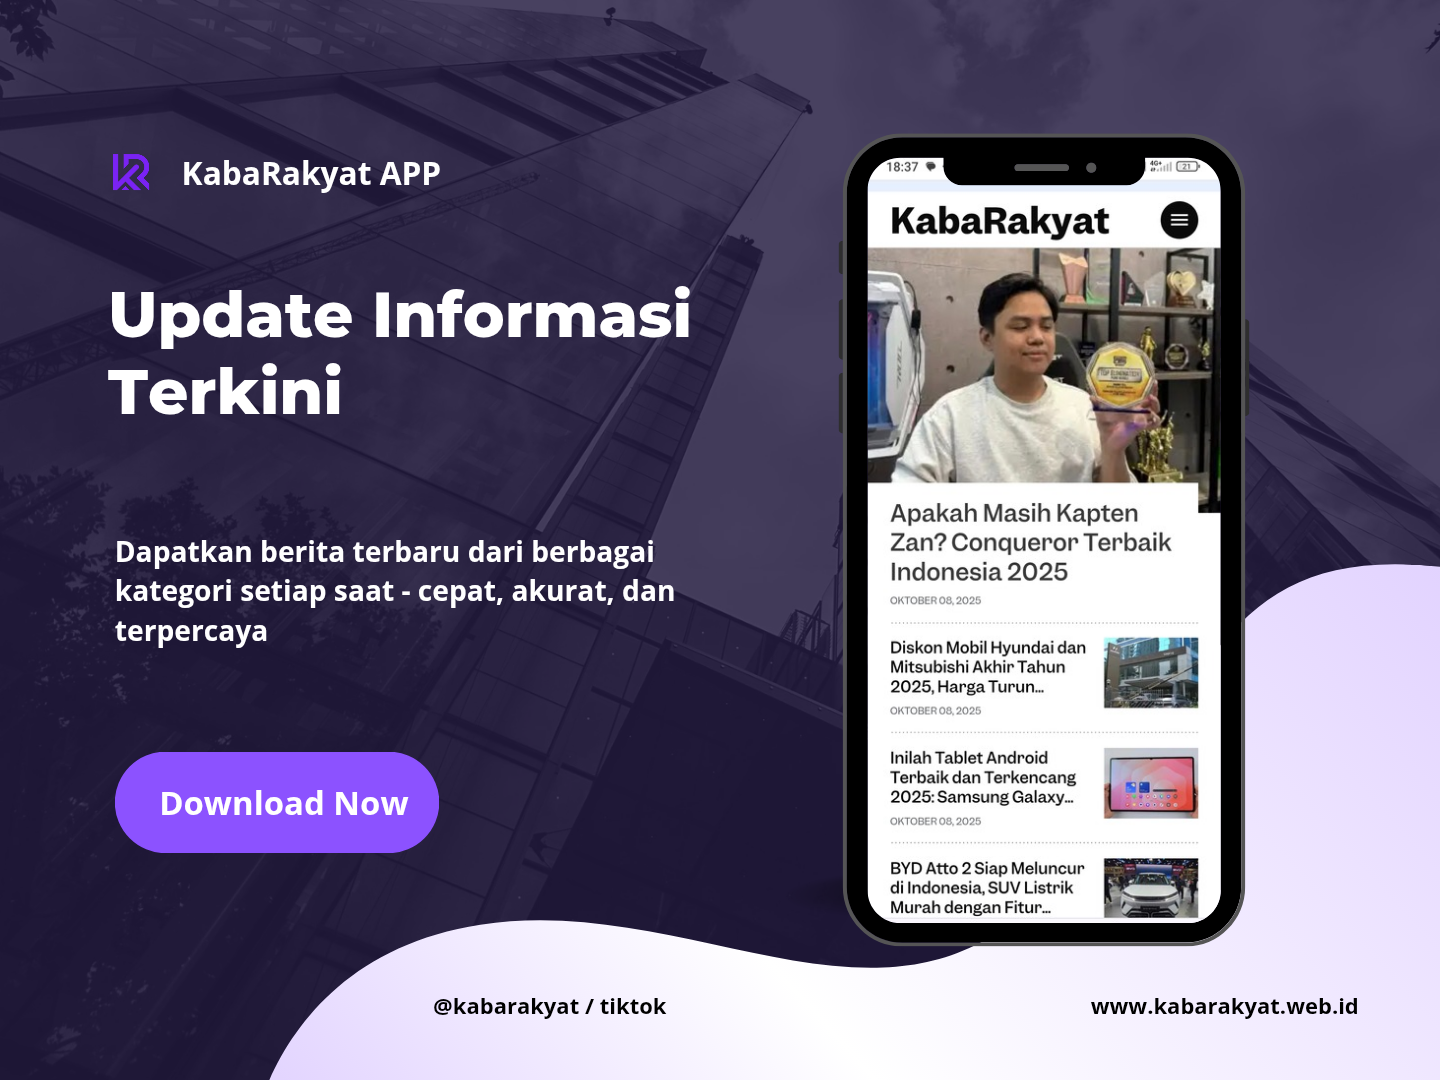 KabaRakyat APP
Update Informasi
Terkini
Dapatkan berita terbaru dari berbagai
kategori setiap saat - cepat, akurat, dan
terpercaya
Download Now
18:37
4G+
21
KabaRakyat
TOP ELIMINATION
Apakah Masih Kapten
Zan? Conqueror Terbaik
Indonesia 2025
OKTOBER 08, 2025
Diskon Mobil Hyundai dan
Mitsubishi Akhir Tahun
2025, Harga Turun...
OKTOBER 08, 2025
Inilah Tablet Android
Terbaik dan Terkencang
2025: Samsung Galaxy...
OKTOBER 08, 2025
BYD Atto 2 Siap Meluncur
di Indonesia, SUV Listrik
Murah dengan Fitur...
@kabarakyat / tiktok
www.kabarakyat.web.id